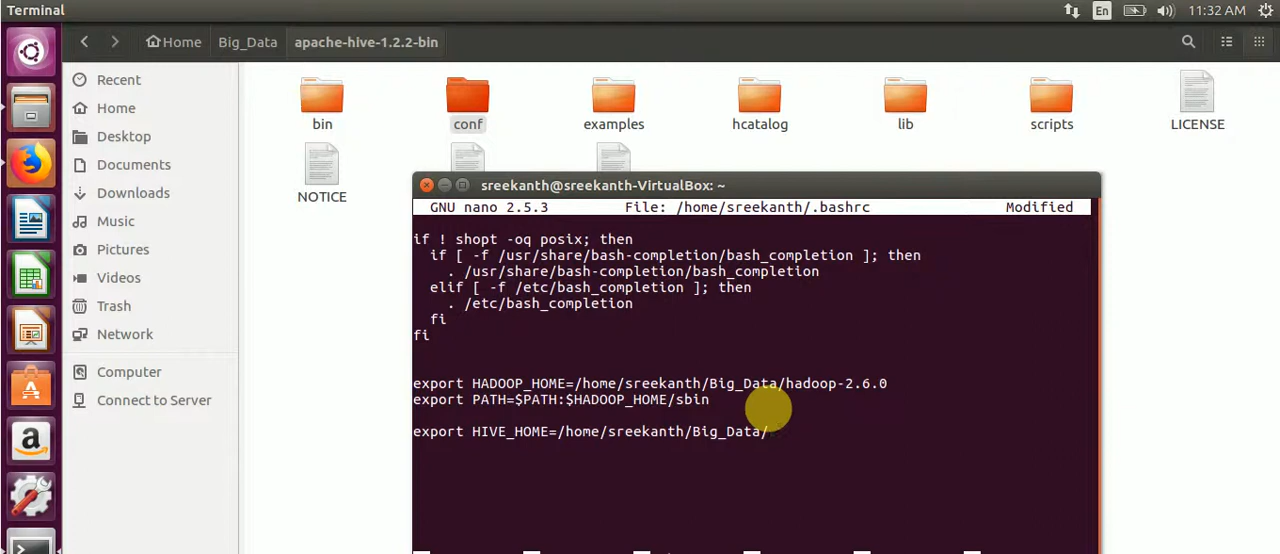 Terminal
En
11:32 AM
Home
Big_Data
apache-hive-1.2.2-bin
Recent
Home
Desktop
Documents
Downloads
Music
Pictures
Videos
Trash
Network
Computer
Connect to Server
bin
conf
examples
hcatalog
lib
scripts
LICENSE
NOTICE
sreekanth@sreekanth-VirtualBox: ~
GNU nano 2.5.3 File: /home/sreekanth/.bashrc Modified
if ! shopt -oq posix; then
if [ -f /usr/share/bash-completion/bash_completion ]; then
. /usr/share/bash-completion/bash_completion
elif [ -f /etc/bash_completion ]; then
. /etc/bash_completion
fi
fi
export HADOOP_HOME=/home/sreekanth/Big_Data/hadoop-2.6.0
export PATH=$PATH:$HADOOP_HOME/sbin
export HIVE_HOME=/home/sreekanth/Big_Data/